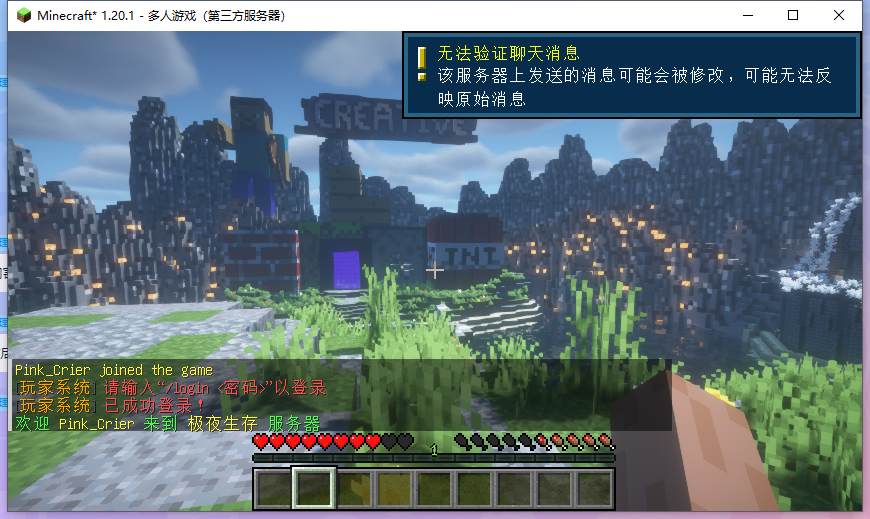 Minecraft* 1.20.1 - 多人游戏（第三方服务器）
无法验证聊天消息
该服务器上发送的消息可能会被修改，可能无法反
映原始消息
CREATIVE
TNT
Pink_Crier joined the game
[玩家系统] 请输入“/login <密码>”以登录
[玩家系统] 已成功登录！
欢迎 Pink_Crier 来到 极夜生存 服务器
1